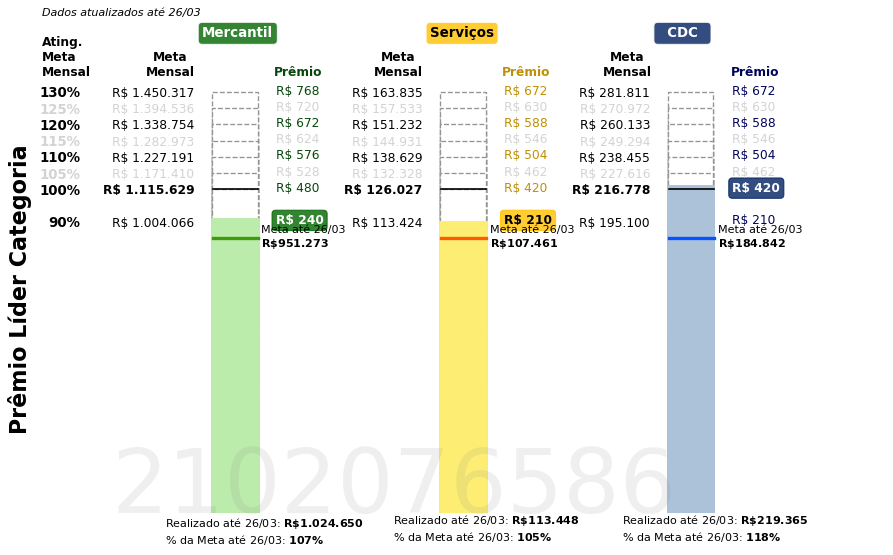 Dados atualizados até 26/03
Mercantil Serviços CDC
Ating.
Meta
Mensal
Meta
Mensal
Prêmio
Meta
Mensal
Prêmio
Meta
Mensal
Prêmio
130% R$ 1.450.317 R$ 768 R$ 163.835 R$ 672 R$ 281.811 R$ 672
125% R$ 1.394.536 R$ 720 R$ 157.533 R$ 630 R$ 270.972 R$ 630
120% R$ 1.338.754 R$ 672 R$ 151.232 R$ 588 R$ 260.133 R$ 588
115% R$ 1.282.973 R$ 624 R$ 144.931 R$ 546 R$ 249.294 R$ 546
110% R$ 1.227.191 R$ 576 R$ 138.629 R$ 504 R$ 238.455 R$ 504
105% R$ 1.171.410 R$ 528 R$ 132.328 R$ 462 R$ 227.616 R$ 462
100% R$ 1.115.629 R$ 480 R$ 126.027 R$ 420 R$ 216.778 R$ 420
90% R$ 1.004.066 R$ 240 R$ 113.424 R$ 210 R$ 195.100 R$ 210
Meta até 26/03 Meta até 26/03 Meta até 26/03
R$951.273 R$107.461 R$184.842
Prêmio Líder Categoria
2102076586
Realizado até 26/03: R$1.024.650 Realizado até 26/03: R$113.448 Realizado até 26/03: R$219.365
% da Meta até 26/03: 107% % da Meta até 26/03: 105% % da Meta até 26/03: 118%